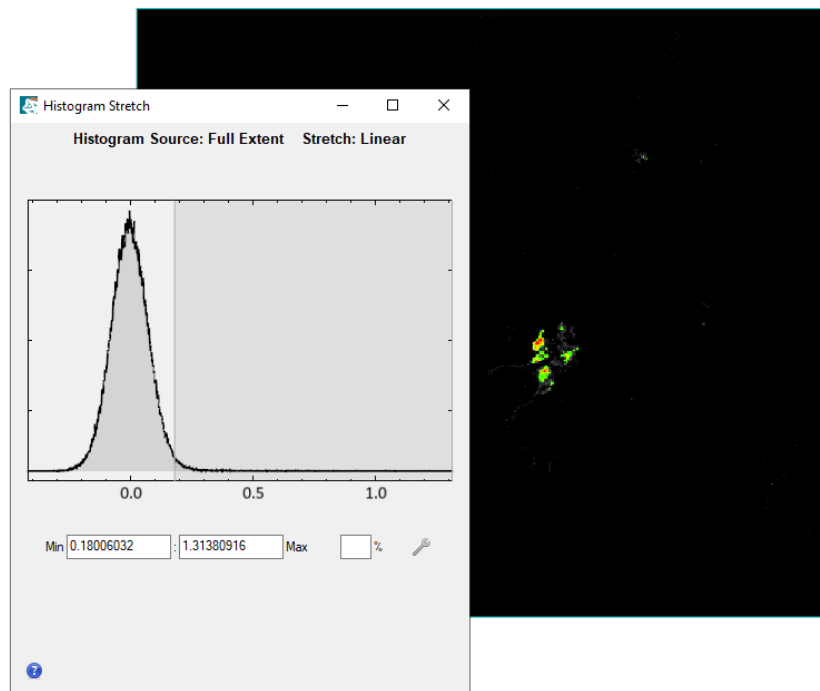 Histogram Stretch
Histogram Source: Full Extent Stretch: Linear
0.0 0.5 1.0
Min 0.18006032 : 1.31380916 Max %
?